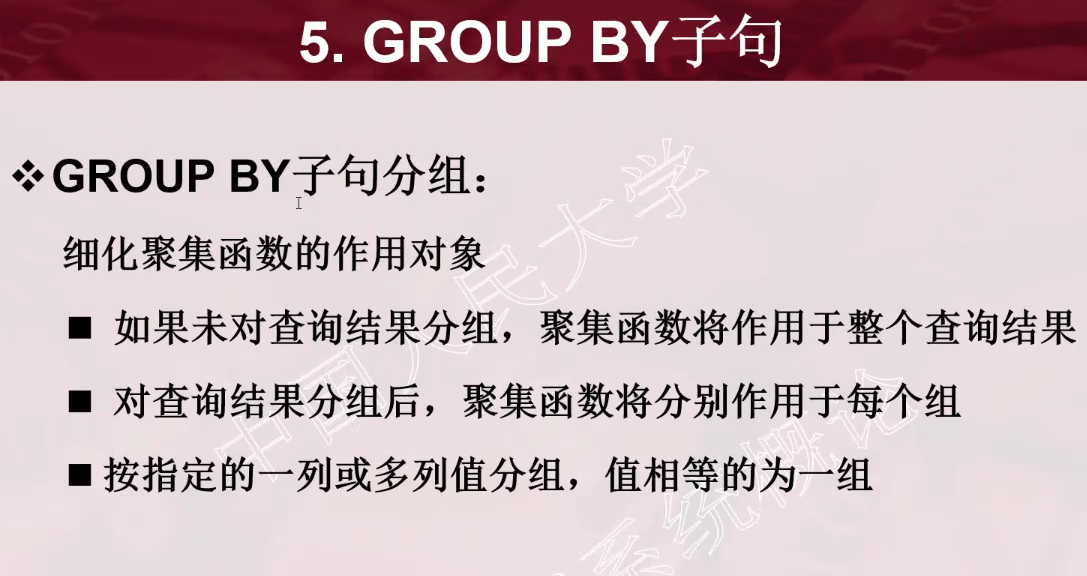 5. GROUP BY子句
❖GROUP BY子句分组：
细化聚集函数的作用对象
■ 如果未对查询结果分组，聚集函数将作用于整个查询结果
■ 对查询结果分组后，聚集函数将分别作用于每个组
■ 按指定的一列或多列值分组，值相等的为一组
中国人民大学
系统概论